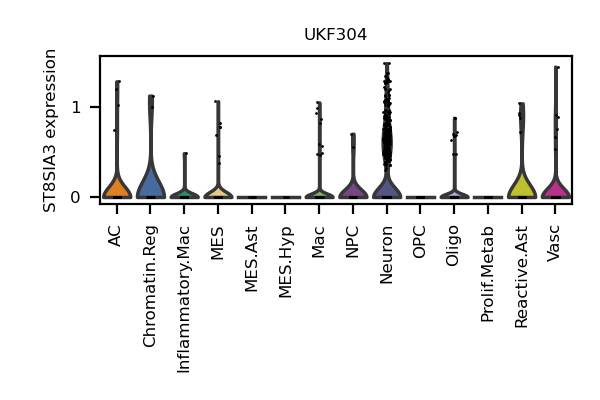 UKF304
ST8SIA3 expression
1
0
AC
Chromatin.Reg
Inflammatory.Mac
MES
MES.Ast
MES.Hyp
Mac
NPC
Neuron
OPC
Oligo
Prolif.Metab
Reactive.Ast
Vasc